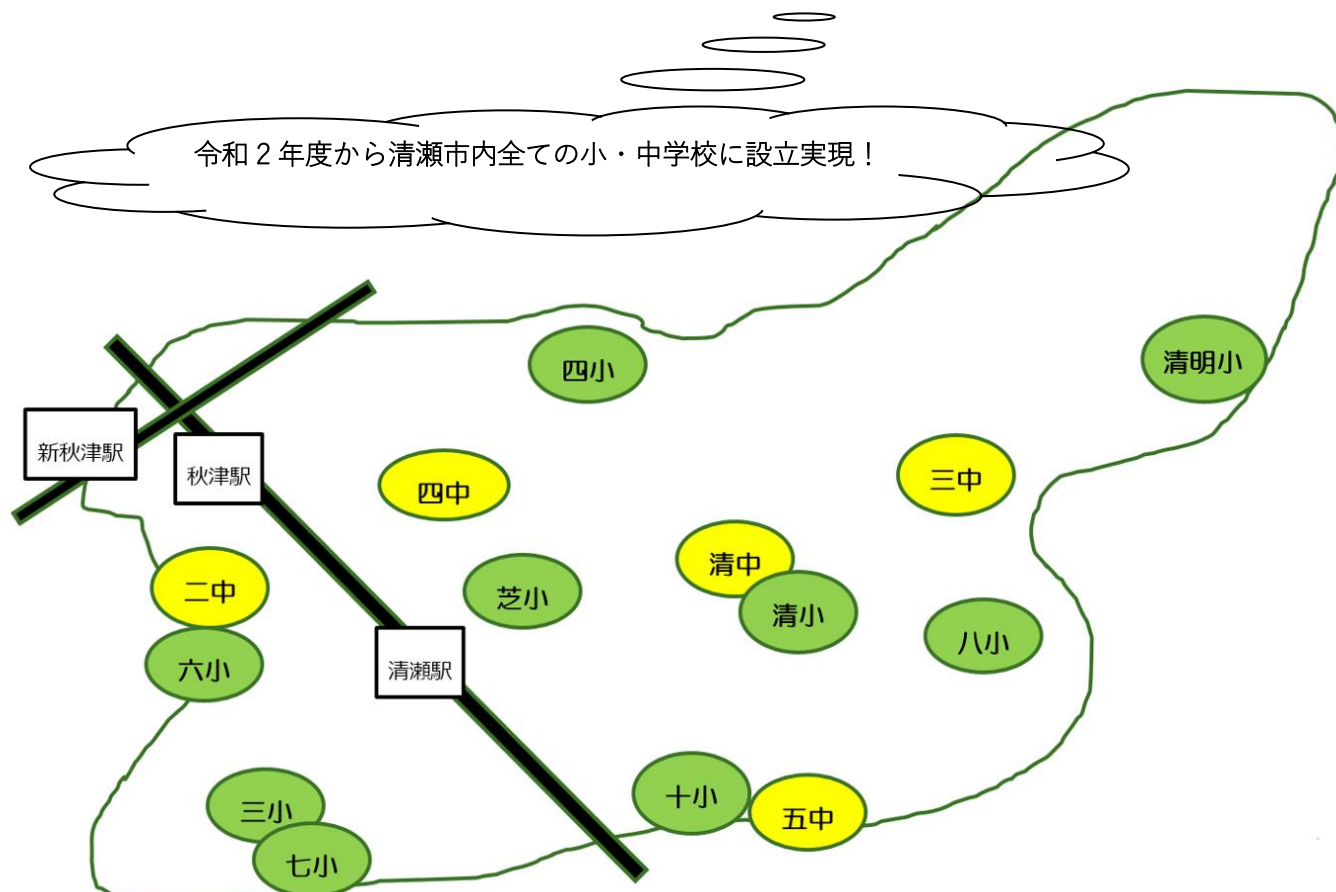 令和2年度から清瀬市内全ての小・中学校に設立実現！
四小
清明小
新秋津駅
秋津駅
四中
三中
清中
二中
芝小
清小
八小
六小
清瀬駅
三小
十小
五中
七小